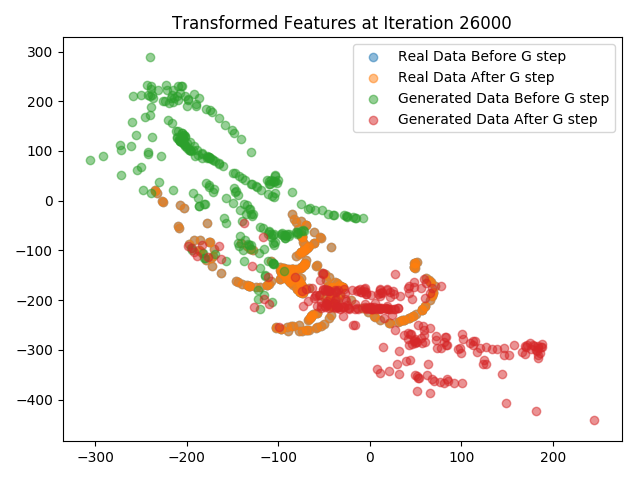 Transformed Features at Iteration 26000
Real Data Before G step
Real Data After G step
Generated Data Before G step
Generated Data After G step
300
200
100
0
−100
−200
−300
−400
−300 −200 −100 0 100 200